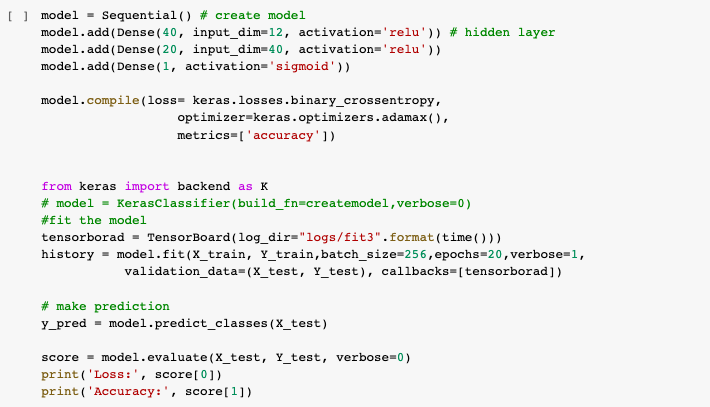 [ ] model = Sequential() # create model
model.add(Dense(40, input_dim=12, activation='relu')) # hidden layer
model.add(Dense(20, input_dim=40, activation='relu'))
model.add(Dense(1, activation='sigmoid'))
model.compile(loss= keras.losses.binary_crossentropy,
optimizer=keras.optimizers.adamax(),
metrics=['accuracy'])
from keras import backend as K
# model = KerasClassifier(build_fn=createmodel,verbose=0)
#fit the model
tensorborad = TensorBoard(log_dir="logs/fit3".format(time()))
history = model.fit(X_train, Y_train,batch_size=256,epochs=20,verbose=1,
validation_data=(X_test, Y_test), callbacks=[tensorborad])
# make prediction
y_pred = model.predict_classes(X_test)
score = model.evaluate(X_test, Y_test, verbose=0)
print('Loss:', score[0])
print('Accuracy:', score[1])